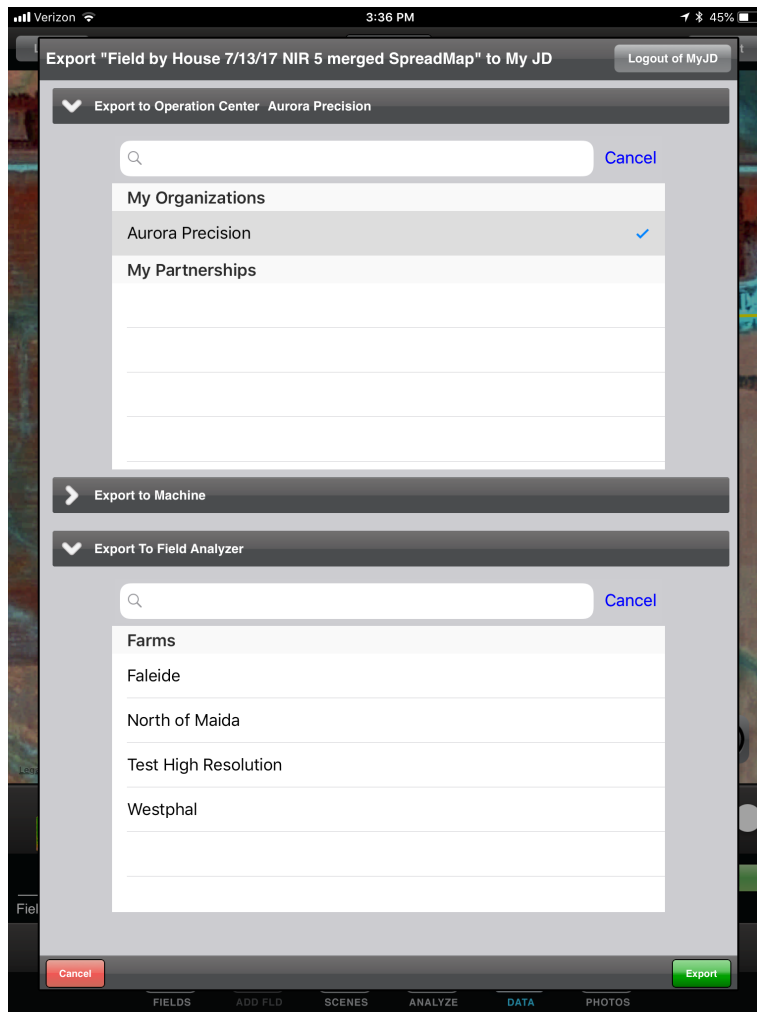 Verizon 3:36 PM 45%
Export "Field by House 7/13/17 NIR 5 merged SpreadMap" to My JD
Logout of MyJD
Export to Operation Center Aurora Precision
Cancel
My Organizations
Aurora Precision
My Partnerships
Export to Machine
Export To Field Analyzer
Cancel
Farms
Faleide
North of Maida
Test High Resolution
Westphal
Fiel
Cancel
Export
FIELDS ADD FLD SCENES ANALYZE DATA PHOTOS